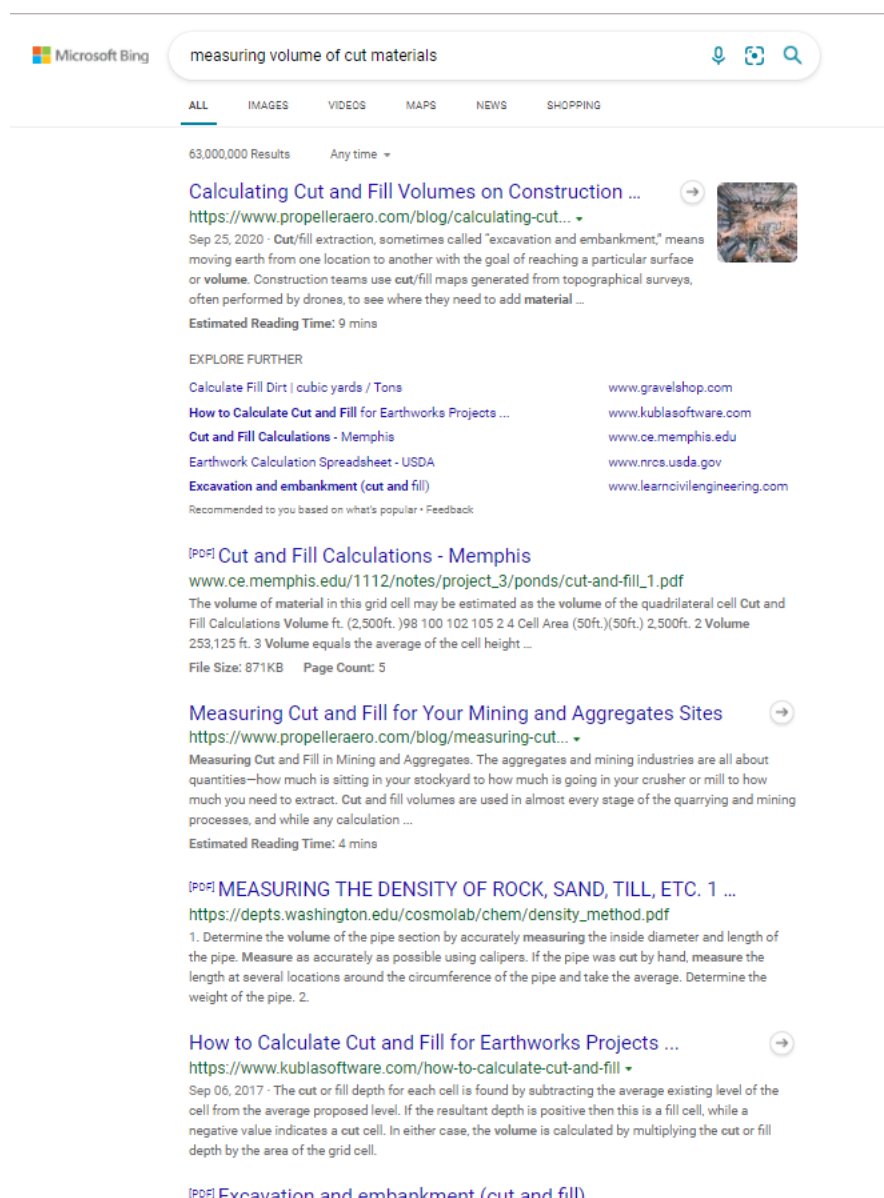 Microsoft Bing
measuring volume of cut materials
ALL IMAGES VIDEOS MAPS NEWS SHOPPING
63,000,000 Results Any time
Calculating Cut and Fill Volumes on Construction ...
https://www.propelleraero.com/blog/calculating-cut...
Sep 25, 2020 · Cut/fill extraction, sometimes called "excavation and embankment," means
moving earth from one location to another with the goal of reaching a particular surface
or volume. Construction teams use cut/fill maps generated from topographical surveys,
often performed by drones, to see where they need to add material ...
Estimated Reading Time: 9 mins
EXPLORE FURTHER
Calculate Fill Dirt | cubic yards / Tons www.gravelshop.com
How to Calculate Cut and Fill for Earthworks Projects ... www.kublasoftware.com
Cut and Fill Calculations - Memphis www.ce.memphis.edu
Earthwork Calculation Spreadsheet - USDA www.nrcs.usda.gov
Excavation and embankment (cut and fill) www.learncivilengineering.com
Recommended to you based on what's popular • Feedback
[PDF] Cut and Fill Calculations - Memphis
www.ce.memphis.edu/1112/notes/project_3/ponds/cut-and-fill_1.pdf
The volume of material in this grid cell may be estimated as the volume of the quadrilateral cell Cut and
Fill Calculations Volume ft. (2,500ft. )98 100 102 105 2 4 Cell Area (50ft.)(50ft.) 2,500ft. 2 Volume
253,125 ft. 3 Volume equals the average of the cell height ...
File Size: 871KB Page Count: 5
Measuring Cut and Fill for Your Mining and Aggregates Sites
https://www.propelleraero.com/blog/measuring-cut...
Measuring Cut and Fill in Mining and Aggregates. The aggregates and mining industries are all about
quantities—how much is sitting in your stockyard to how much is going in your crusher or mill to how
much you need to extract. Cut and fill volumes are used in almost every stage of the quarrying and mining
processes, and while any calculation ...
Estimated Reading Time: 4 mins
[PDF] MEASURING THE DENSITY OF ROCK, SAND, TILL, ETC. 1 ...
https://depts.washington.edu/cosmolab/chem/density_method.pdf
1. Determine the volume of the pipe section by accurately measuring the inside diameter and length of
the pipe. Measure as accurately as possible using calipers. If the pipe was cut by hand, measure the
length at several locations around the circumference of the pipe and take the average. Determine the
weight of the pipe. 2.
How to Calculate Cut and Fill for Earthworks Projects ...
https://www.kublasoftware.com/how-to-calculate-cut-and-fill
Sep 06, 2017 · The cut or fill depth for each cell is found by subtracting the average existing level of the
cell from the average proposed level. If the resultant depth is positive then this is a fill cell, while a
negative value indicates a cut cell. In either case, the volume is calculated by multiplying the cut or fill
depth by the area of the grid cell.
[PDF] Excavation and embankment (cut and fill)